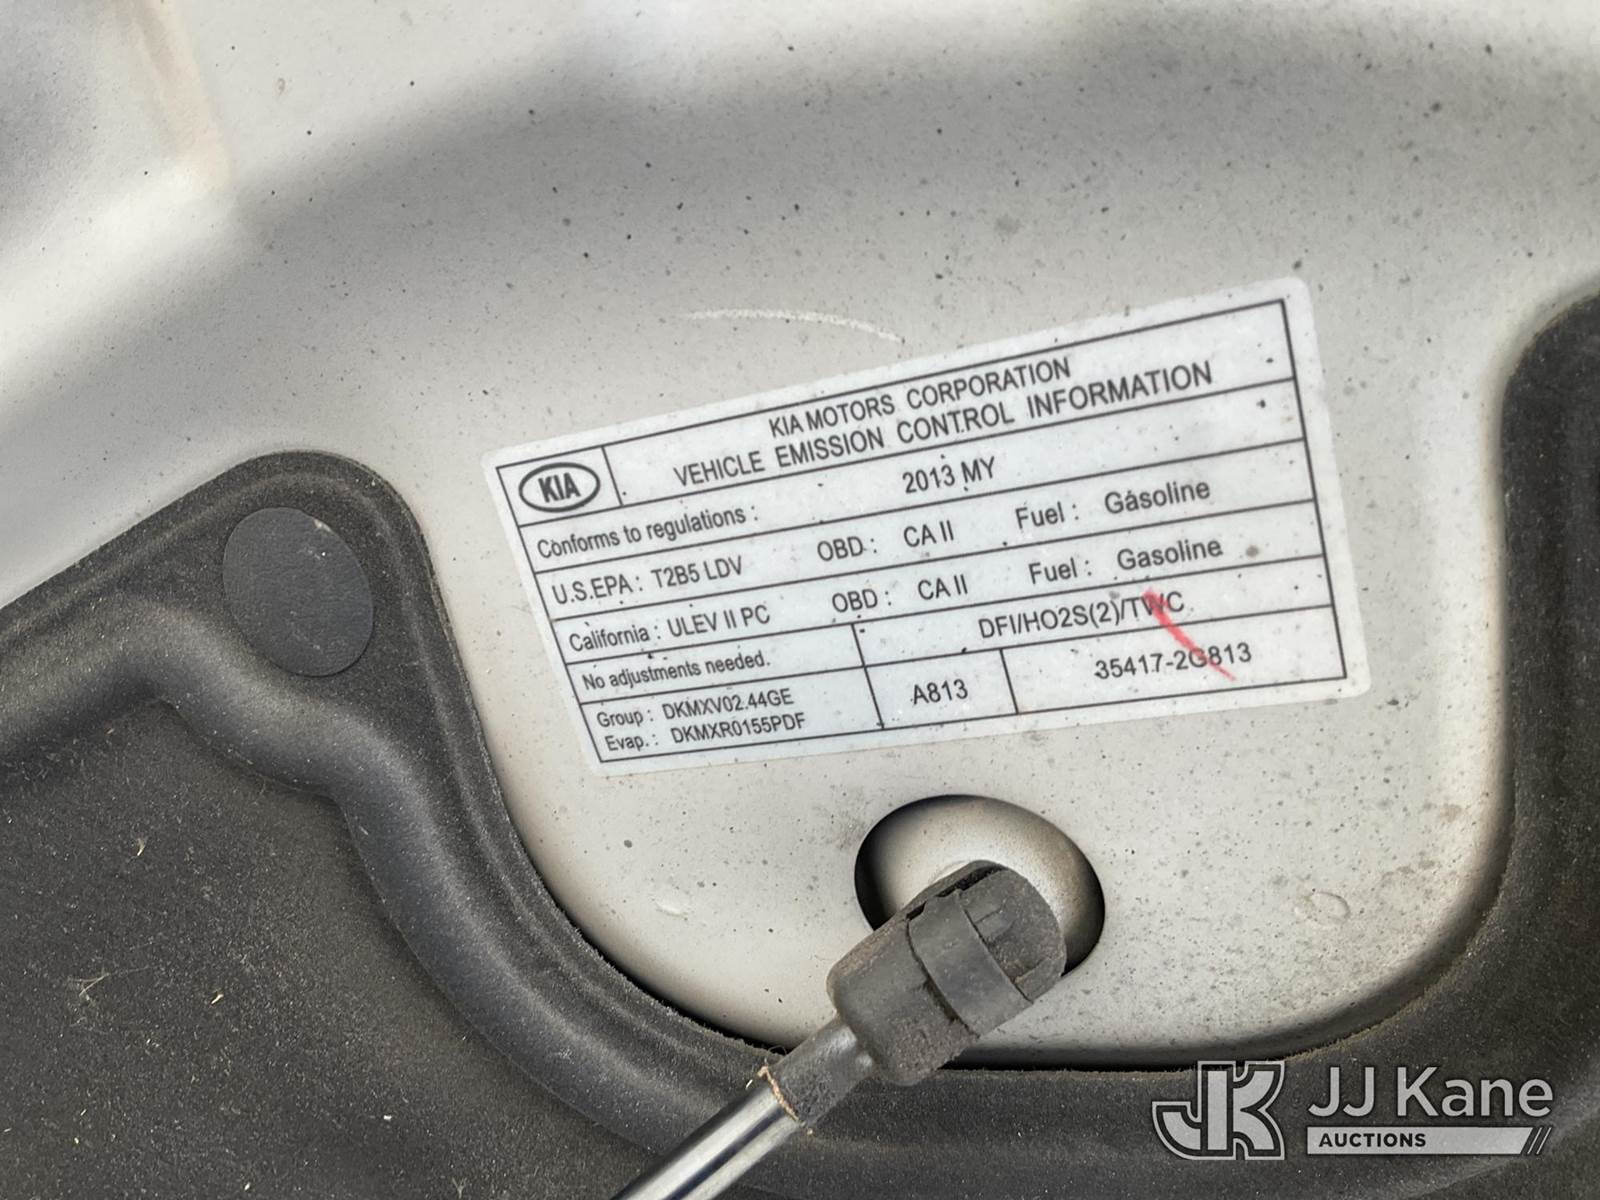 KIA
KIA MOTORS CORPORATION
VEHICLE EMISSION CONTROL INFORMATION
Conforms to regulations : 2013 MY
U.S.EPA : T2B5 LDV OBD : CA II Fuel : Gasoline
California : ULEV II PC OBD : CA II Fuel : Gasoline
No adjustments needed. DFI/HO2S(2)/TWC
Group : DKMXV02.44GE
Evap. : DKMXR0155PDF
A813
35417-2G813
JK JJ Kane
AUCTIONS